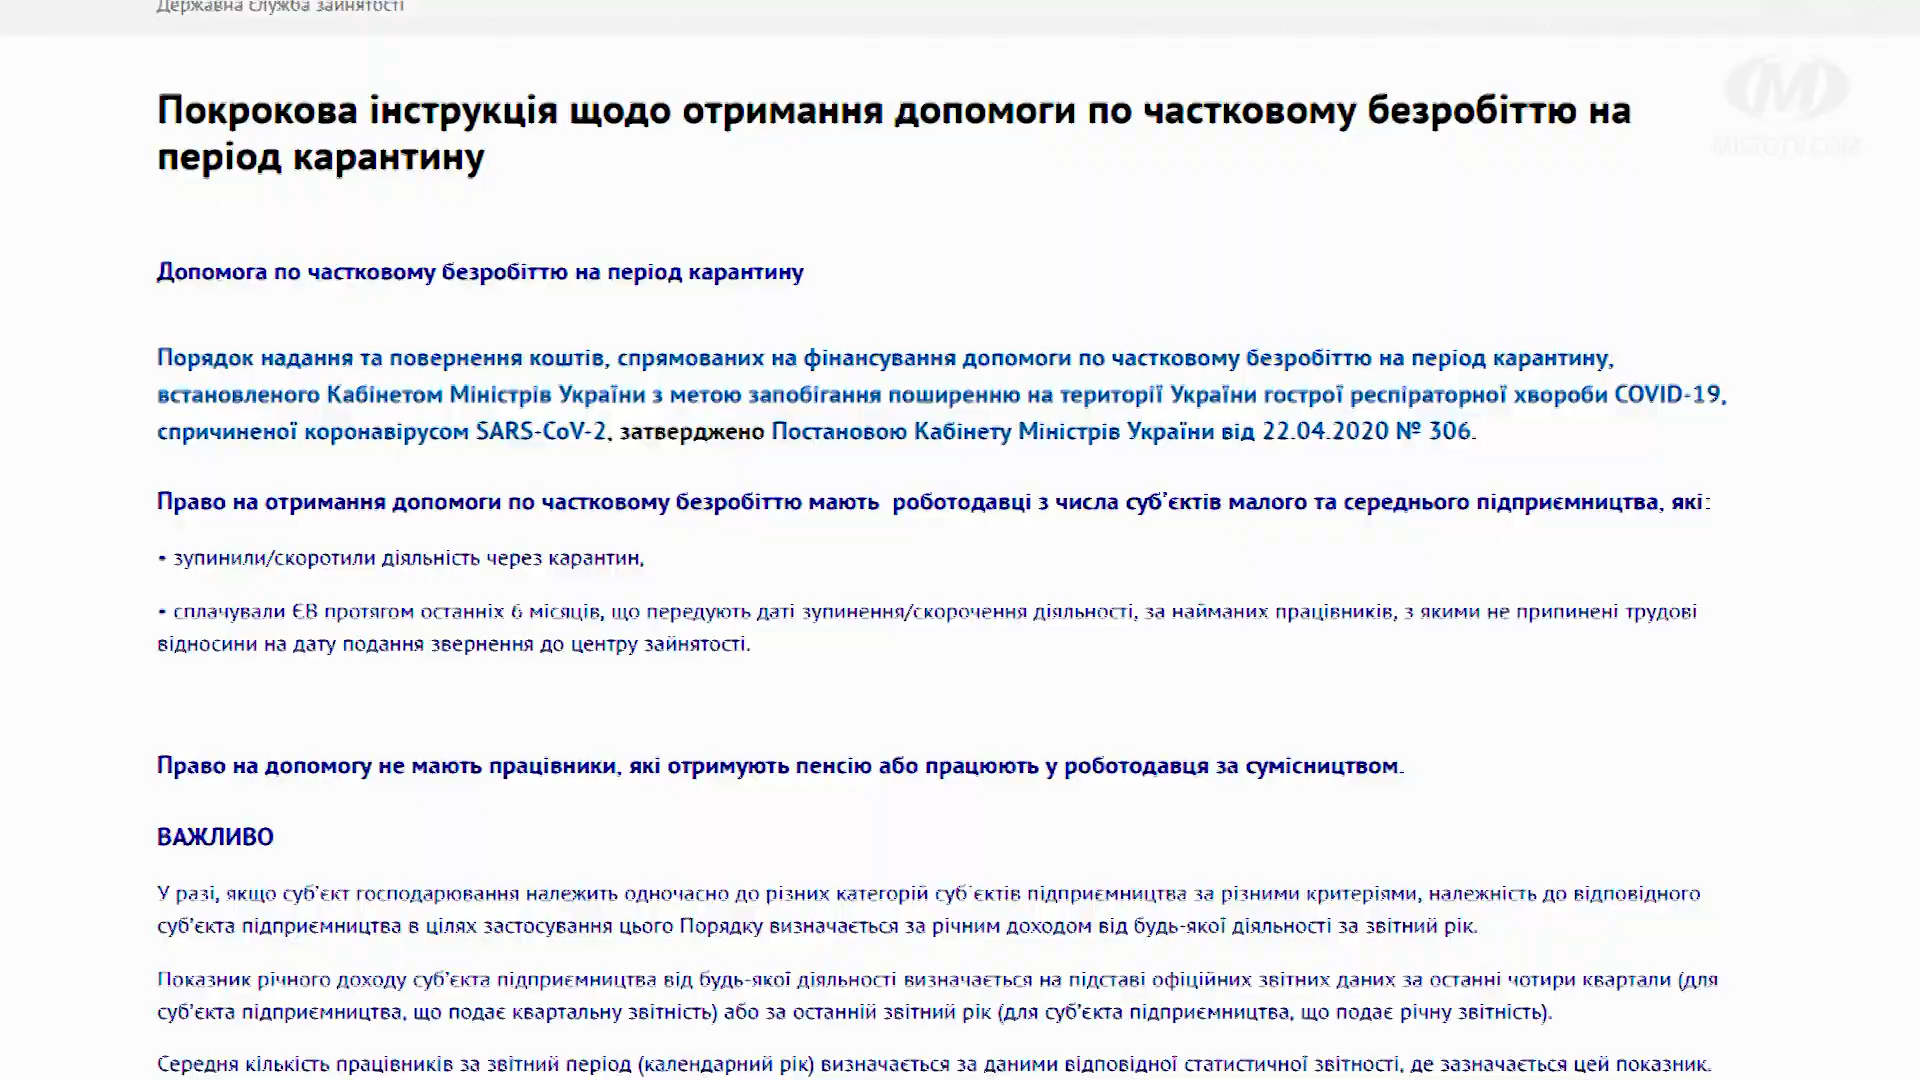 Державна служба зайнятості
MISTOTV.COM
Покрокова інструкція щодо отримання допомоги по частковому безробіттю на
період карантину
Допомога по частковому безробіттю на період карантину
Порядок надання та повернення коштів, спрямованих на фінансування допомоги по частковому безробіттю на період карантину,
встановленого Кабінетом Міністрів України з метою запобігання поширенню на території України гострої респіраторної хвороби COVID-19,
спричиненої коронавірусом SARS-CoV-2, затверджено Постановою Кабінету Міністрів України від 22.04.2020 № 306.
Право на отримання допомоги по частковому безробіттю мають роботодавці з числа суб'єктів малого та середнього підприємництва, які:
• зупинили/скоротили діяльність через карантин,
• сплачували ЄВ протягом останніх 6 місяців, що передують даті зупинення/скорочення діяльності, за найманих працівників, з якими не припинені трудові
відносини на дату подання звернення до центру зайнятості.
Право на допомогу не мають працівники, які отримують пенсію або працюють у роботодавця за сумісництвом.
ВАЖЛИВО
У разі, якщо суб'єкт господарювання належить одночасно до різних категорій суб'єктів підприємництва за різними критеріями, належність до відповідного
суб'єкта підприємництва в цілях застосування цього Порядку визначається за річним доходом від будь-якої діяльності за звітний рік.
Показник річного доходу суб'єкта підприємництва від будь-якої діяльності визначається на підставі офіційних звітних даних за останні чотири квартали (для
суб'єкта підприємництва, що подає квартальну звітність) або за останній звітний рік (для суб'єкта підприємництва, що подає річну звітність).
Середня кількість працівників за звітний період (календарний рік) визначається за даними відповідної статистичної звітності, де зазначається цей показник.